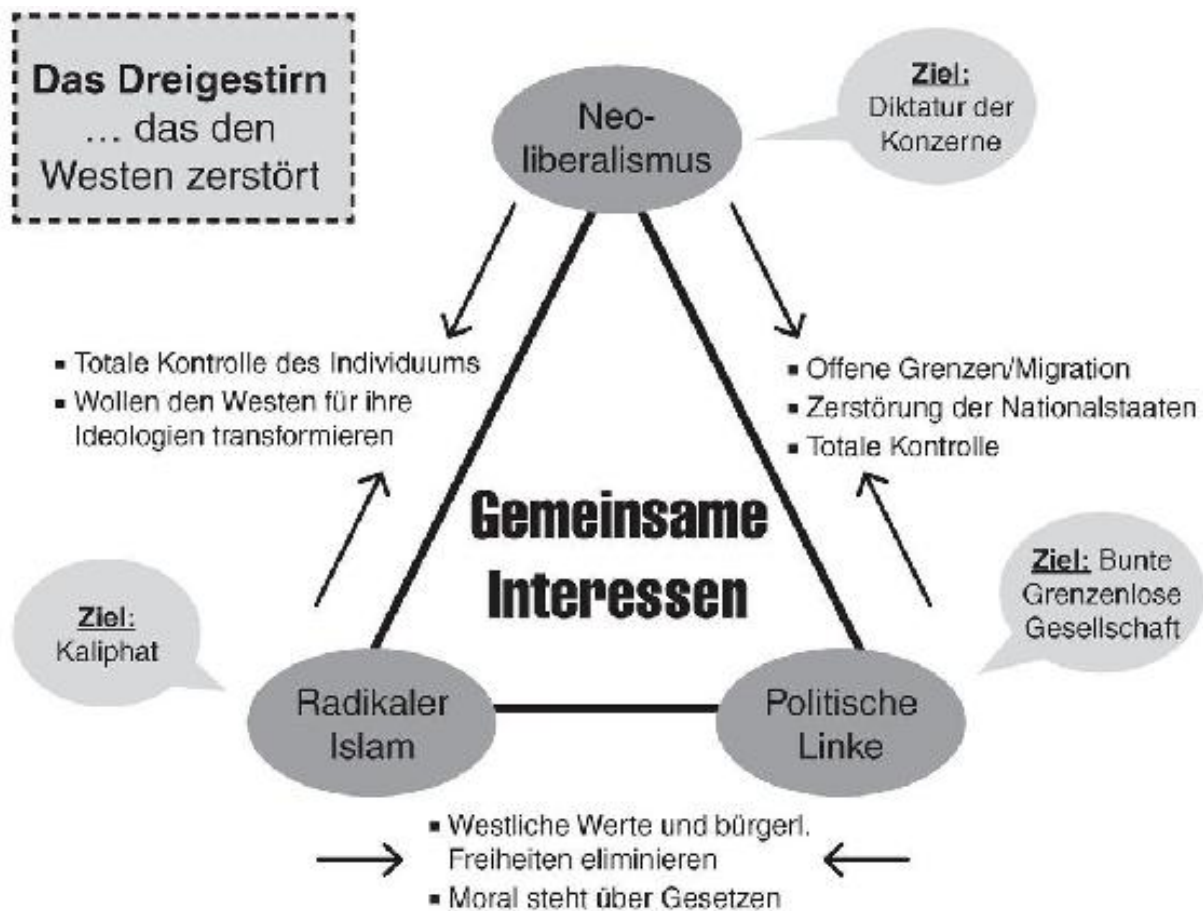 Das Dreigestirn
... das den
Westen zerstört
Neo-
liberalismus
Ziel:
Diktatur der
Konzerne
▪ Totale Kontrolle des Individuums
▪ Wollen den Westen für ihre
Ideologien transformieren
▪ Offene Grenzen/Migration
▪ Zerstörung der Nationalstaaten
▪ Totale Kontrolle
Gemeinsame
Interessen
Ziel:
Kaliphat
Ziel: Bunte
Grenzenlose
Gesellschaft
Radikaler
Islam
Politische
Linke
▪ Westliche Werte und bürgerl.
Freiheiten eliminieren
▪ Moral steht über Gesetzen